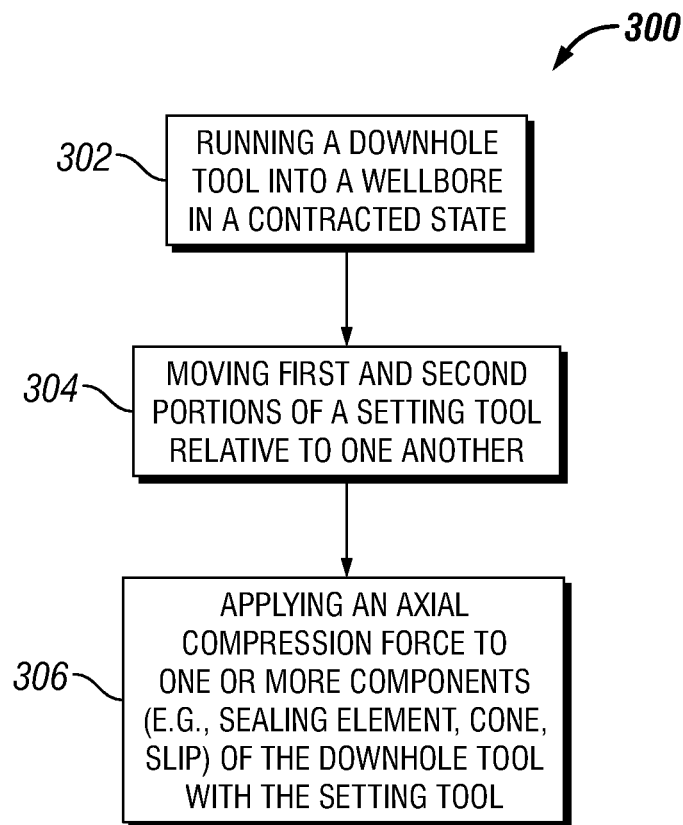 300
302
RUNNING A DOWNHOLE
TOOL INTO A WELLBORE
IN A CONTRACTED STATE
304
MOVING FIRST AND SECOND
PORTIONS OF A SETTING TOOL
RELATIVE TO ONE ANOTHER
306
APPLYING AN AXIAL
COMPRESSION FORCE TO
ONE OR MORE COMPONENTS
(E.G., SEALING ELEMENT, CONE,
SLIP) OF THE DOWNHOLE TOOL
WITH THE SETTING TOOL